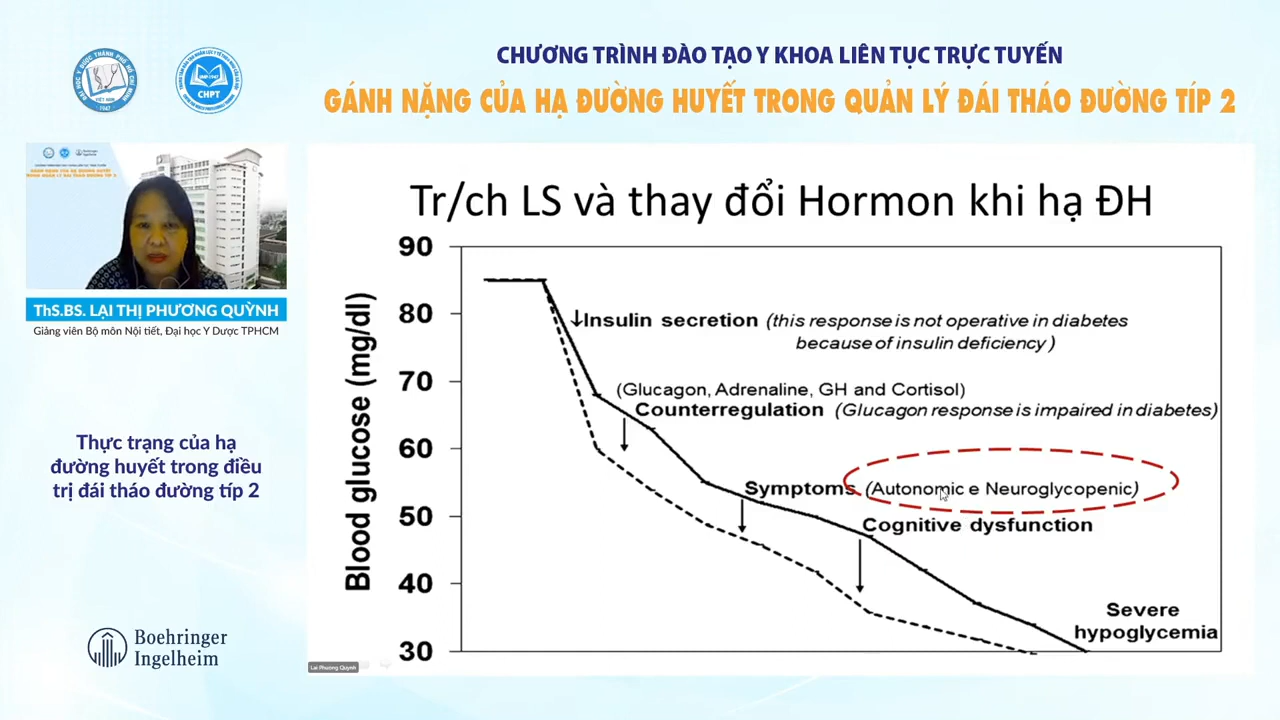 CHƯƠNG TRÌNH ĐÀO TẠO Y KHOA LIÊN TỤC TRỰC TUYẾN
GÁNH NẶNG CỦA HẠ ĐƯỜNG HUYẾT TRONG QUẢN LÝ ĐÁI THÁO ĐƯỜNG TÍP 2
CHPT
ThS.BS. LẠI THỊ PHƯƠNG QUỲNH
Giảng viên Bộ môn Nội tiết, Đại học Y Dược TPHCM
Thực trạng của hạ
đường huyết trong điều
trị đái tháo đường típ 2
Boehringer
Ingelheim
Tr/ch LS và thay đổi Hormon khi hạ ĐH
Blood glucose (mg/dl)
90
80
70
60
50
40
30
↓Insulin secretion (this response is not operative in diabetes
because of insulin deficiency)
(Glucagon, Adrenaline, GH and Cortisol)
Counterregulation (Glucagon response is impaired in diabetes)
Symptoms (Autonomic e Neuroglycopenic)
Cognitive dysfunction
Severe
hypoglycemia
Lại Phương Quỳnh